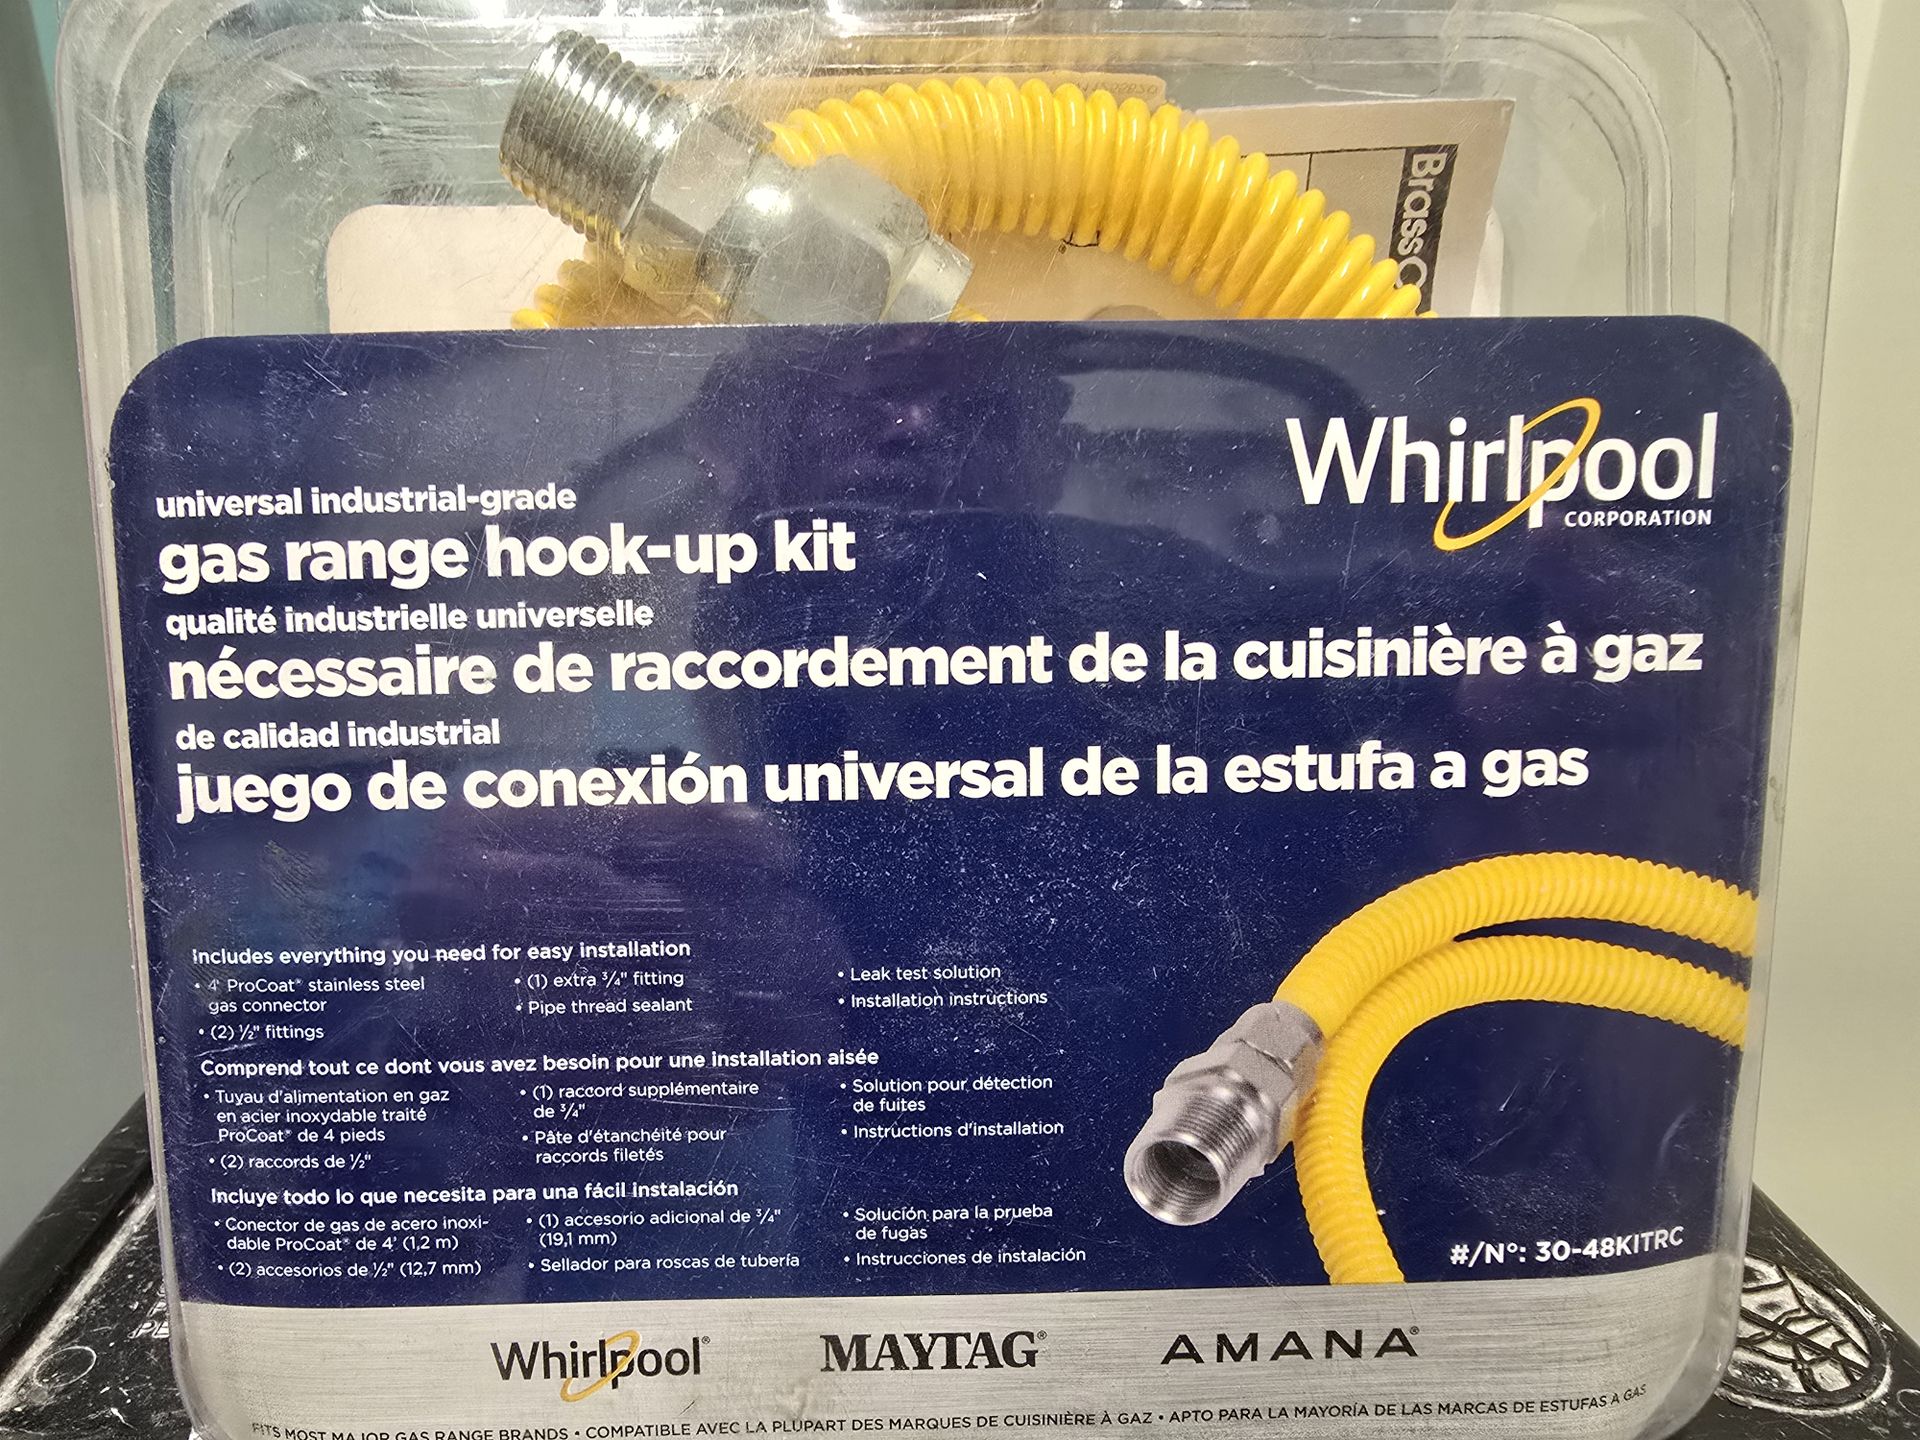 BrassC
Whirlpool
CORPORATION
universal industrial-grade
gas range hook-up kit
qualité industrielle universelle
nécessaire de raccordement de la cuisinière à gaz
de calidad industrial
juego de conexión universal de la estufa a gas
Includes everything you need for easy installation
• 4' ProCoat® stainless steel
gas connector
• (2) ½" fittings
• (1) extra ¾" fitting
• Pipe thread sealant
• Leak test solution
• Installation instructions
Comprend tout ce dont vous avez besoin pour une installation aisée
• Tuyau d'alimentation en gaz
en acier inoxydable traité
ProCoat® de 4 pieds
• (2) raccords de ½"
• (1) raccord supplémentaire
de ¾"
• Pâte d'étanchéité pour
raccords filetés
• Solution pour détection
de fuites
• Instructions d'installation
Incluye todo lo que necesita para una fácil instalación
• Conector de gas de acero inoxi-
dable ProCoat® de 4' (1,2 m)
• (2) accesorios de ½" (12,7 mm)
• (1) accesorio adicional de ¾"
(19,1 mm)
• Sellador para roscas de tubería
• Solución para la prueba
de fugas
• Instrucciones de instalación
#/N°: 30-48KITRC
Whirlpool® MAYTAG® AMANA®
FITS MOST MAJOR GAS RANGE BRANDS • COMPATIBLE AVEC LA PLUPART DES MARQUES DE CUISINIÈRE À GAZ • APTO PARA LA MAYORÍA DE LAS MARCAS DE ESTUFAS A GAS